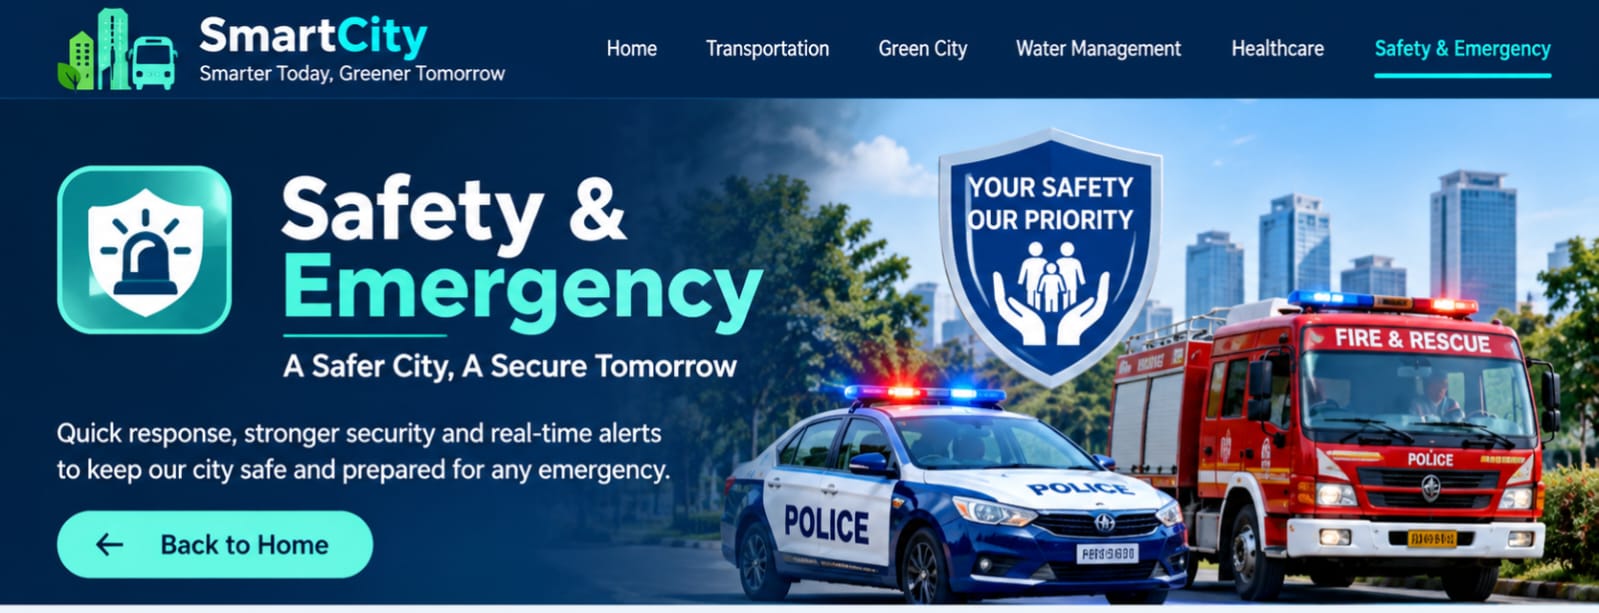 SmartCity
Smarter Today, Greener Tomorrow
Home
Transportation
Green City
Water Management
Healthcare
Safety & Emergency
Safety &
Emergency
A Safer City, A Secure Tomorrow
Quick response, stronger security and real-time alerts
to keep our city safe and prepared for any emergency.
← Back to Home
YOUR SAFETY
OUR PRIORITY
FIRE & RESCUE
POLICE
POLICE
POLICE